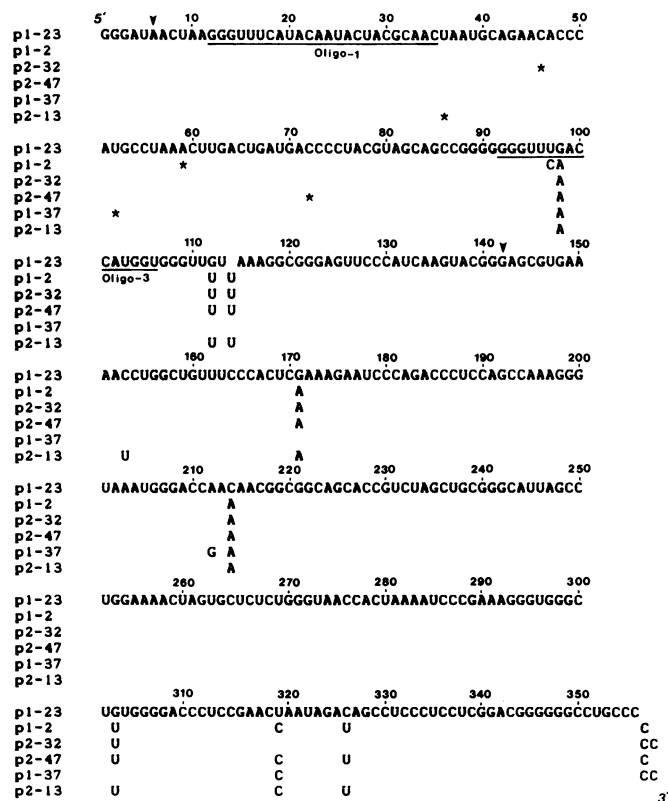 5′ 10 20 30 40 50
p1-23 GGGAUAACUAAGGGUUUCAUACAAUACUACGCAACUAAUGCAGAACACCC
p1-2 Oligo-1
p2-32 *
p2-47
p1-37
p2-13 *
60 70 80 90 100
p1-23 AUGCCUAAACUUGACUGAUGACCCCUACGUAGCAGCCGGGGGGGUUUGAC
p1-2 * CA
p2-32 A
p2-47 * A
p1-37 * A
p2-13 A
110 120 130 140 150
p1-23 CAUGGUGGGUUGU AAAGGCGGGAGUUCCCAUCAAGUACGGGAGCGUGAA
p1-2 Oligo-3 U U
p2-32 U U
p2-47 U U
p1-37
p2-13 U U
160 170 180 190 200
p1-23 AACCUGGCUGUUUCCCACUCGAAAGAAUCCCAGACCCUCCAGCCAAAGGG
p1-2 A
p2-32 A
p2-47 A
p1-37
p2-13 U A
210 220 230 240 250
p1-23 UAAAUGGGACCAACAACGGCGGCAGCACCGUCUAGCUGCGGGCAUUAGCC
p1-2 A
p2-32 A
p2-47 A
p1-37 G A
p2-13 A
260 270 280 290 300
p1-23 UGGAAAACUAGUGCUCUCUGGGUAACCACUAAAAUCCCGAAAGGGUGGGC
p1-2
p2-32
p2-47
p1-37
p2-13
310 320 330 340 350
p1-23 UGUGGGGACCCUCCGAACUAAUAGACAGCCUCCCUCCUCGGACGGGGGGCCUGCCC
p1-2 U C U C
p2-32 U CC
p2-47 U C U C
p1-37 C CC
p2-13 U C U
3′